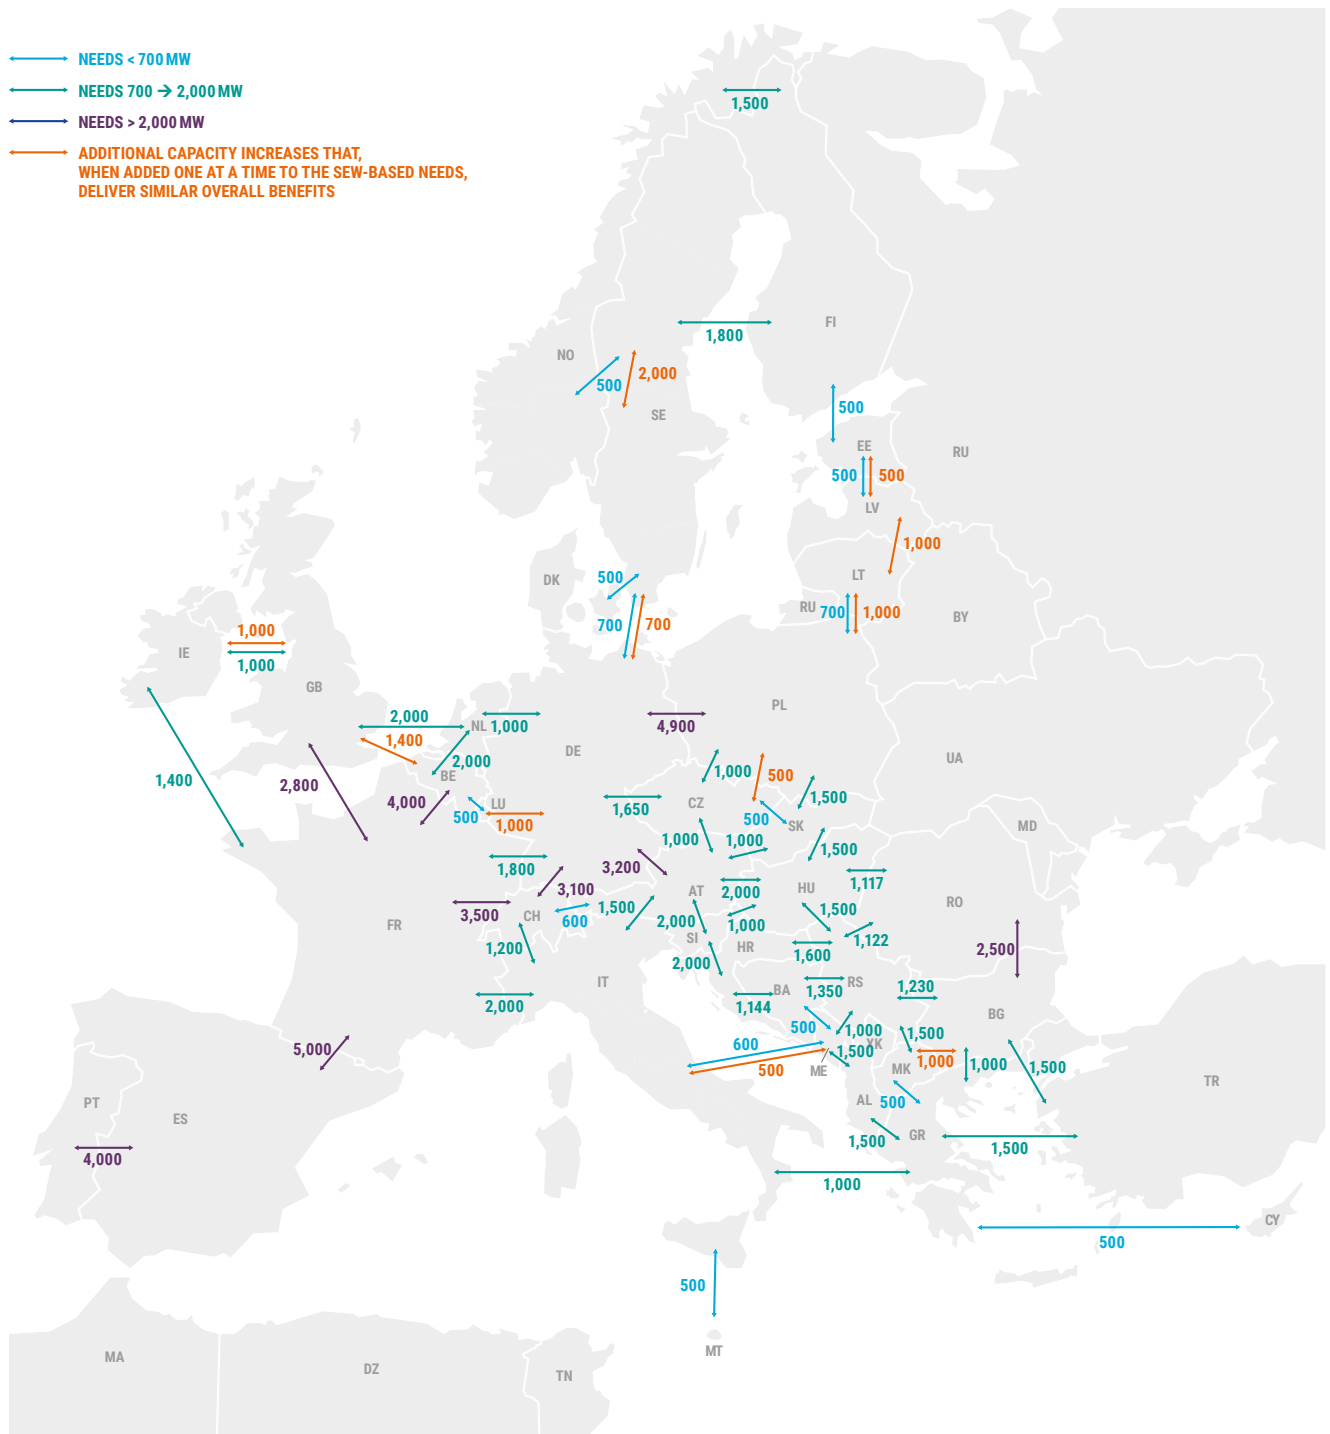 NEEDS < 700 MW
NEEDS 700 → 2,000 MW
NEEDS > 2,000 MW
ADDITIONAL CAPACITY INCREASES THAT,
WHEN ADDED ONE AT A TIME TO THE SEW-BASED NEEDS,
DELIVER SIMILAR OVERALL BENEFITS
1,500
FI
1,800
NO
500
2,000
SE
500
EE
RU
500
500
LV
1,000
LT
DK
500
RU
700
1,000
BY
700
700
1,000
IE
1,000
GB
PL
2,000
NL
1,000
4,900
1,400
DE
2,000
BE
UA
1,400
2,800
1,000
500
4,000
LU
500
1,000
1,650
CZ
1,500
500
SK
MD
1,000
1,000
1,500
1,800
3,200
3,100
1,117
AT
2,000
HU
RO
3,500
CH
600
1,500
2,000
1,000
1,500
FR
1,200
SI
HR
1,122
2,500
2,000
1,600
IT
BA
1,350
RS
1,230
2,000
1,144
BG
500
1,000
XK
1,500
5,000
600
500
ME
1,500
MK
1,000
1,000
1,500
TR
PT
ES
AL
500
4,000
1,500
GR
1,500
1,000
CY
500
500
MT
MA
DZ
TN